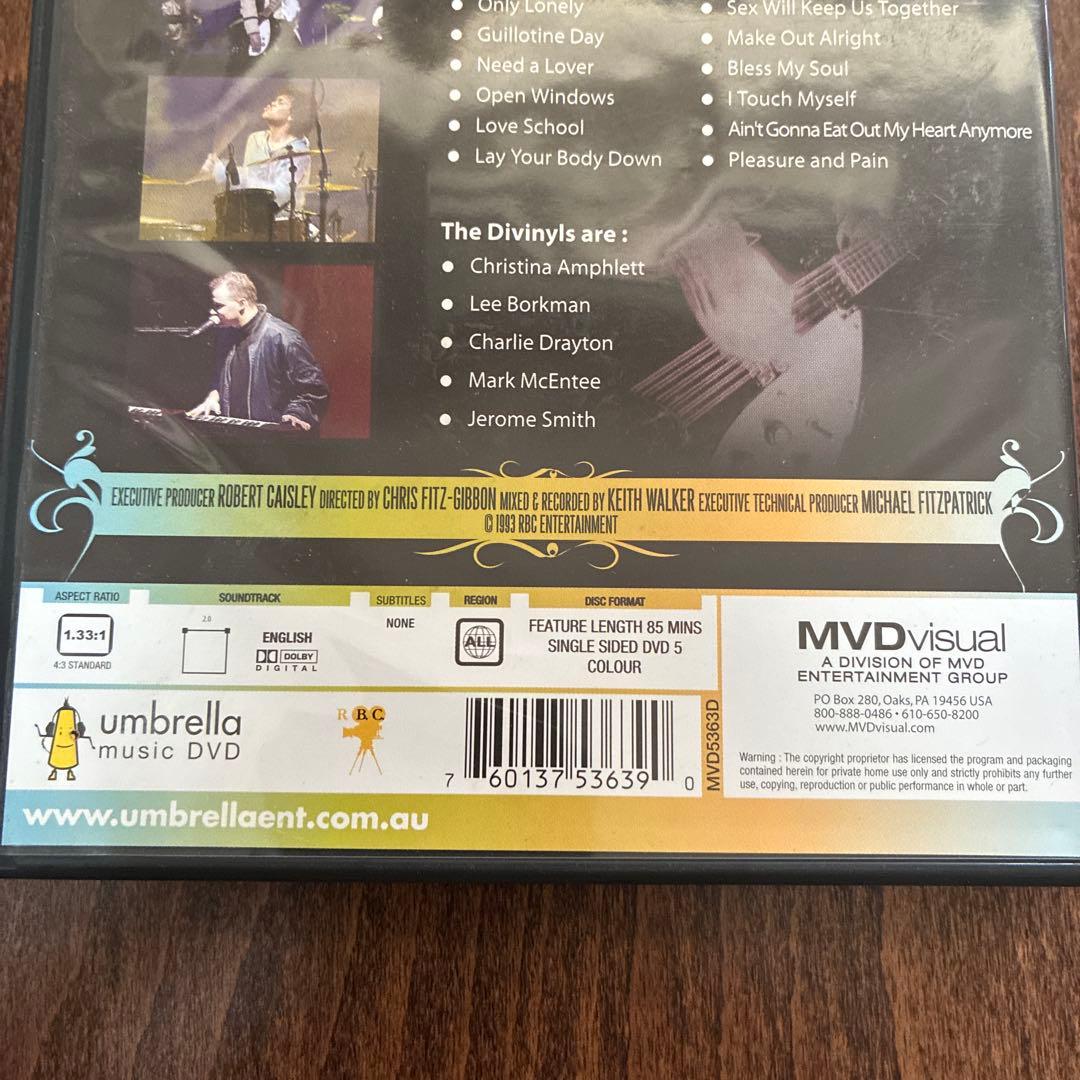 • Only Lonely
• Guillotine Day
• Need a Lover
• Open Windows
• Love School
• Lay Your Body Down
• Sex Will Keep Us Together
• Make Out Alright
• Bless My Soul
• I Touch Myself
• Ain't Gonna Eat Out My Heart Anymore
• Pleasure and Pain
The Divinyls are :
• Christina Amphlett
• Lee Borkman
• Charlie Drayton
• Mark McEntee
• Jerome Smith
EXECUTIVE PRODUCER ROBERT CAISLEY DIRECTED BY CHRIS FITZ-GIBBON MIXED & RECORDED BY KEITH WALKER EXECUTIVE TECHNICAL PRODUCER MICHAEL FITZPATRICK
© 1993 RBC ENTERTAINMENT
ASPECT RATIO
1.33:1
4:3 STANDARD
SOUNDTRACK
2.0
ENGLISH
DOLBY
DIGITAL
SUBTITLES
NONE
REGION
ALL
DISC FORMAT
FEATURE LENGTH 85 MINS
SINGLE SIDED DVD 5
COLOUR
MVDvisual
A DIVISION OF MVD
ENTERTAINMENT GROUP
PO Box 280, Oaks, PA 19456 USA
800-888-0486 • 610-650-8200
www.MVDvisual.com
Warning : The copyright proprietor has licensed the program and packaging
contained herein for private home use only and strictly prohibits any further
use, copying, reproduction or public performance in whole or part.
umbrella
music DVD
R B C
7 60137 53639 0
MVD5363D
www.umbrellaent.com.au